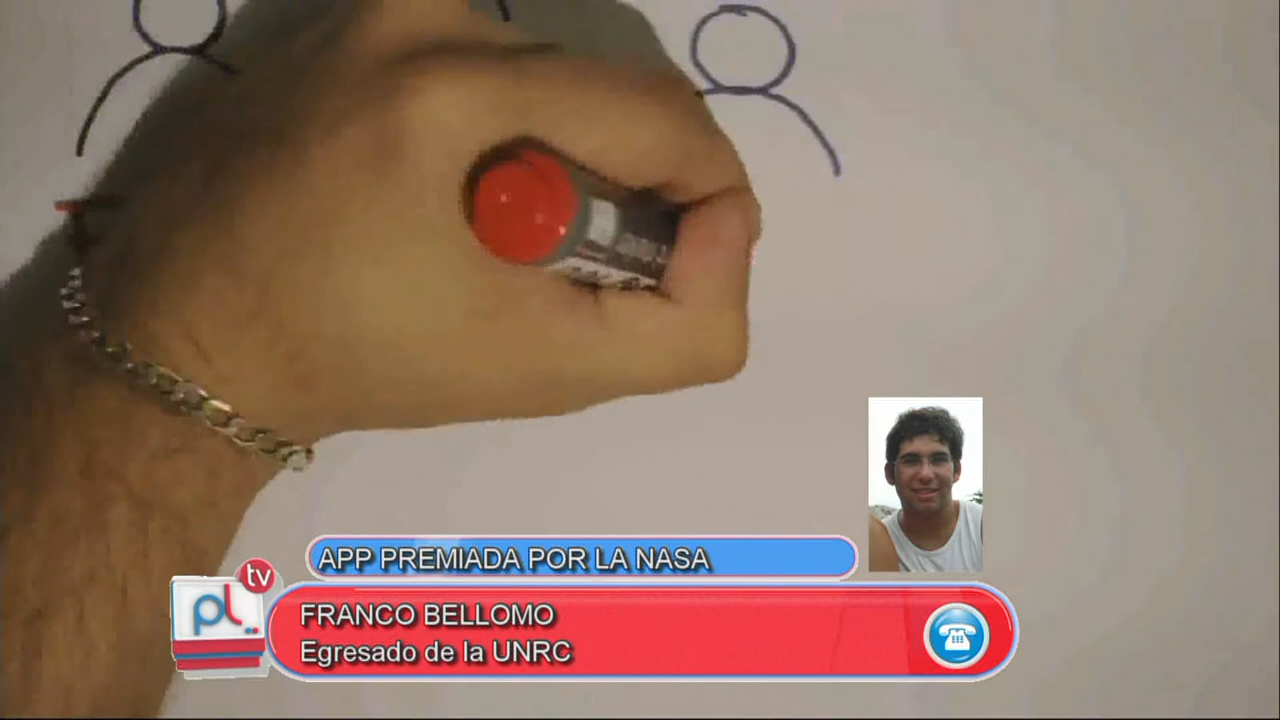 APP PREMIADA POR LA NASA
tv
pl..
FRANCO BELLOMO
Egresado de la UNRC